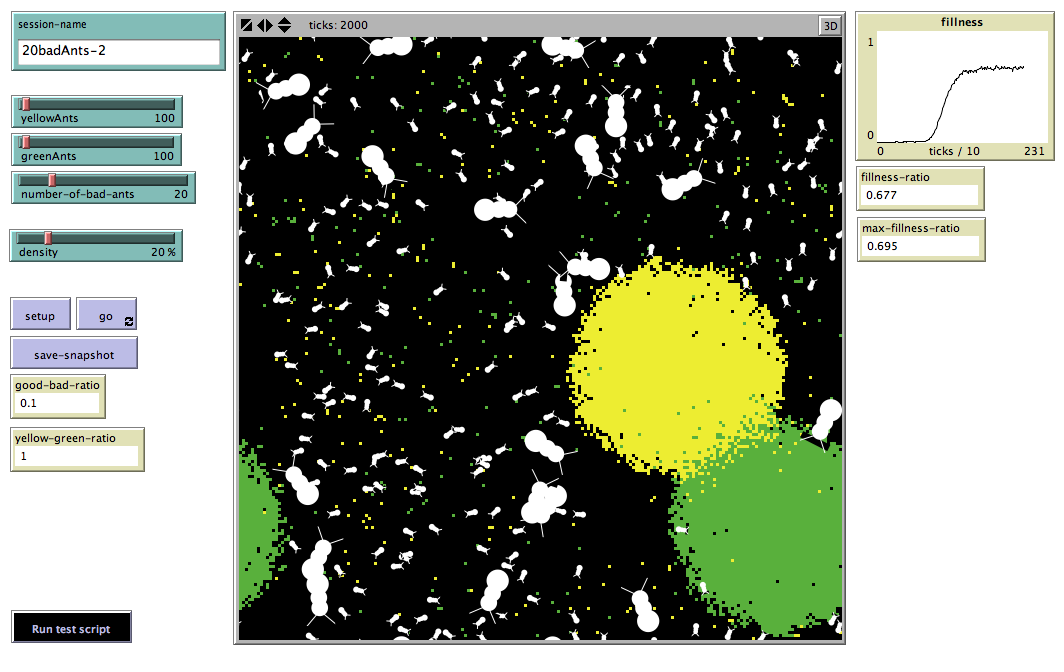 session-name
20badAnts-2
yellowAnts 100
greenAnts 100
number-of-bad-ants 20
density 20 %
setup
go
save-snapshot
good-bad-ratio
0.1
yellow-green-ratio
1
Run test script
ticks: 2000
3D
fillness
1
0
0 ticks / 10 231
fillness-ratio
0.677
max-fillness-ratio
0.695